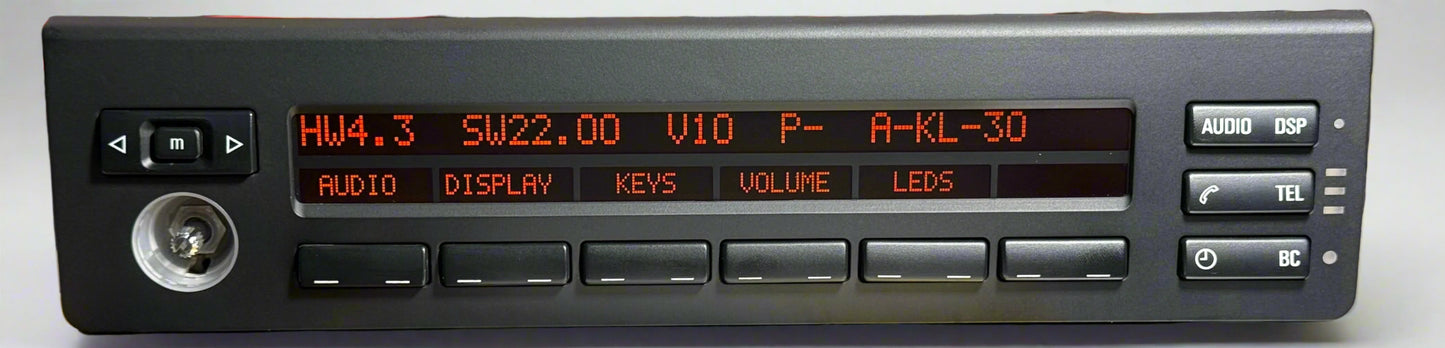 HW4.3 SW22.00 V10 P- A-KL-30
AUDIO DISPLAY KEYS VOLUME LEDS
m
AUDIO DSP
TEL
BC